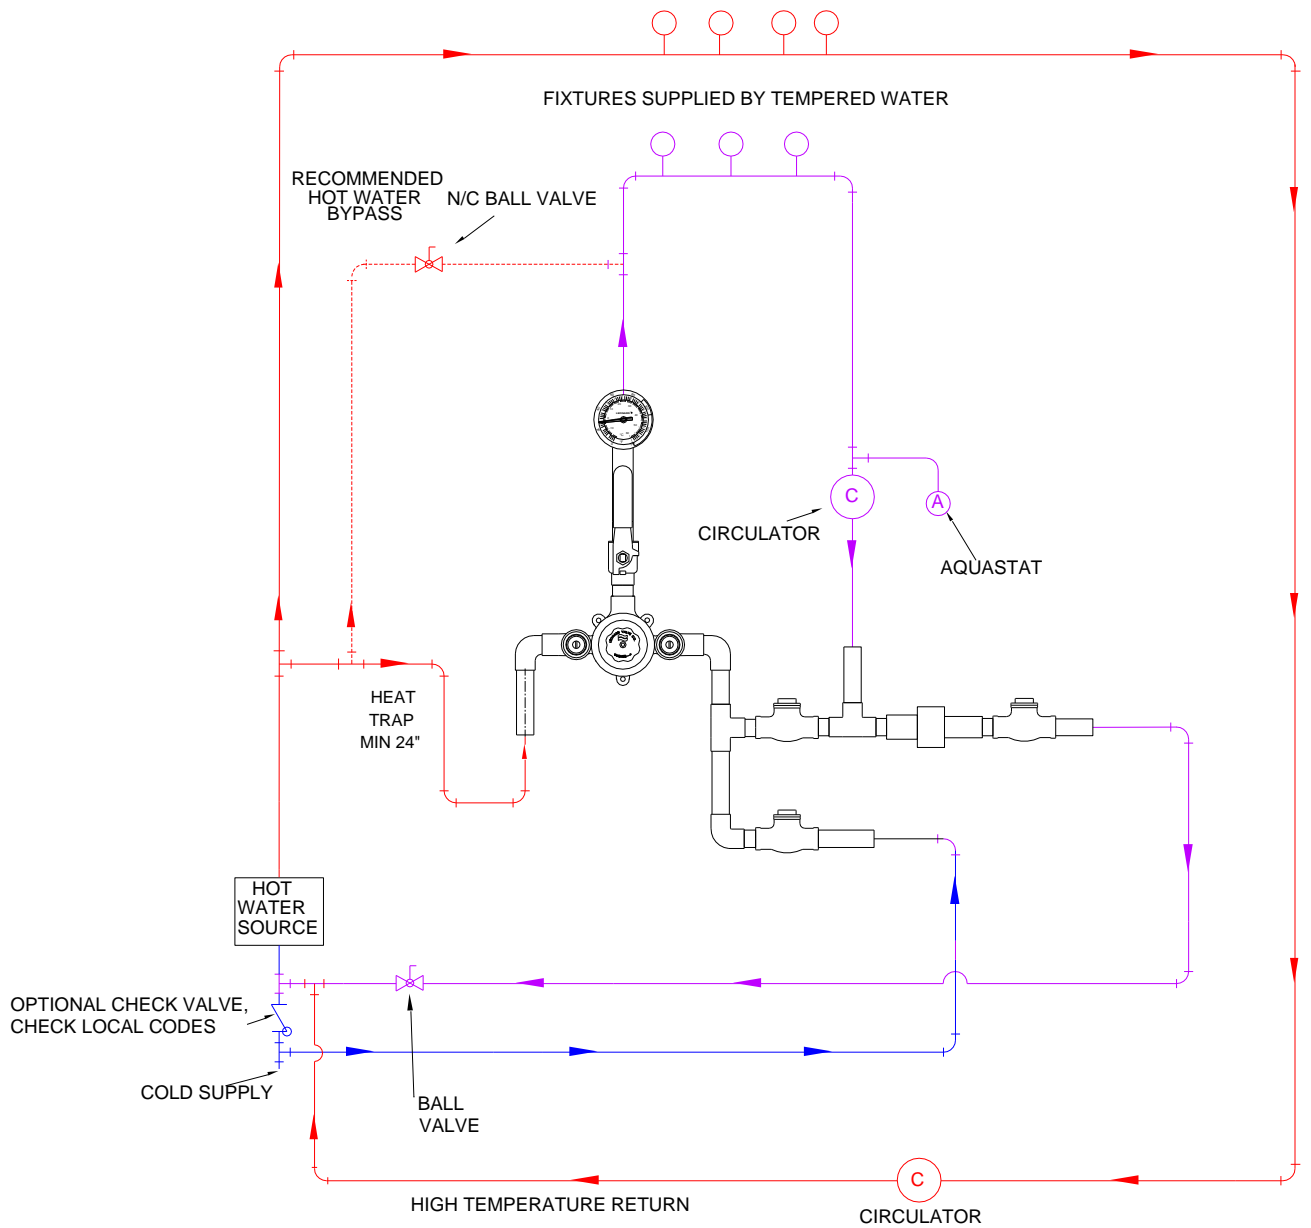 FIXTURES SUPPLIED BY TEMPERED WATER
RECOMMENDED
HOT WATER
BYPASS
N/C BALL VALVE
C
A
CIRCULATOR
AQUASTAT
HEAT
TRAP
MIN 24"
HOT
WATER
SOURCE
OPTIONAL CHECK VALVE,
CHECK LOCAL CODES
COLD SUPPLY
BALL
VALVE
C
HIGH TEMPERATURE RETURN
CIRCULATOR